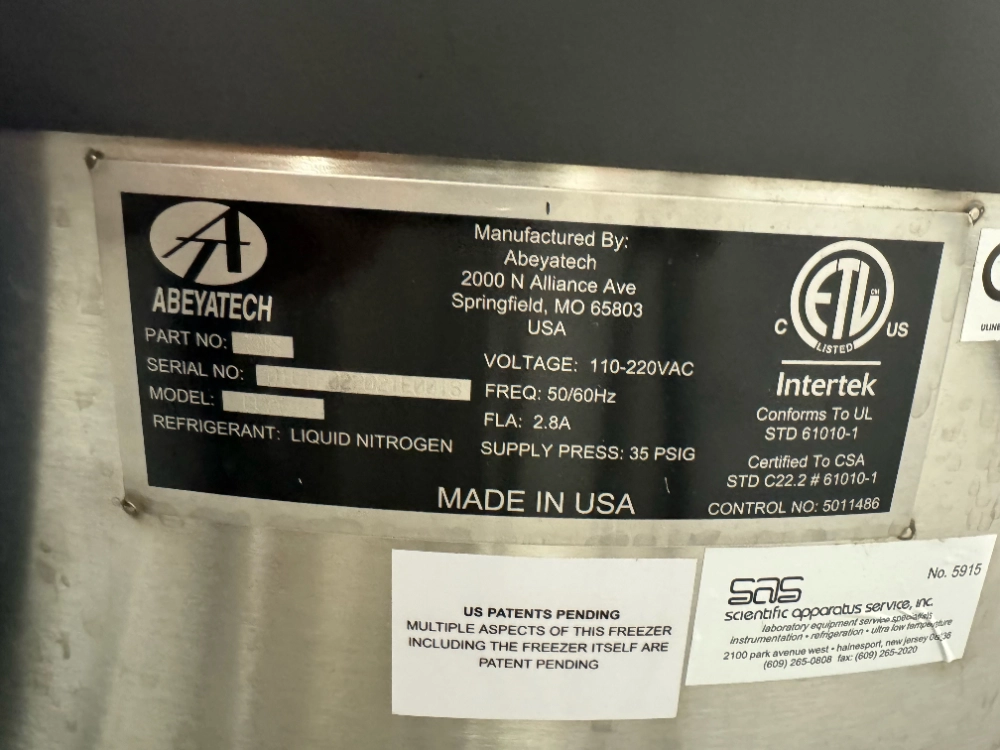 ABEYATECH
PART NO:
SERIAL NO:
MODEL:
REFRIGERANT: LIQUID NITROGEN
Manufactured By:
Abeyatech
2000 N Alliance Ave
Springfield, MO 65803
USA
VOLTAGE: 110-220VAC
FREQ: 50/60Hz
FLA: 2.8A
SUPPLY PRESS: 35 PSIG
MADE IN USA
ETL
CM
LISTED
C US
Intertek
Conforms To UL
STD 61010-1
Certified To CSA
STD C22.2 # 61010-1
CONTROL NO: 5011486
US PATENTS PENDING
MULTIPLE ASPECTS OF THIS FREEZER
INCLUDING THE FREEZER ITSELF ARE
PATENT PENDING
No. 5915
sas
scientific apparatus service, inc.
laboratory equipment service specialists
instrumentation • refrigeration • ultra low temperature
2100 park avenue west • hainesport, new jersey
(609) 265-0808 fax: (609) 265-2020